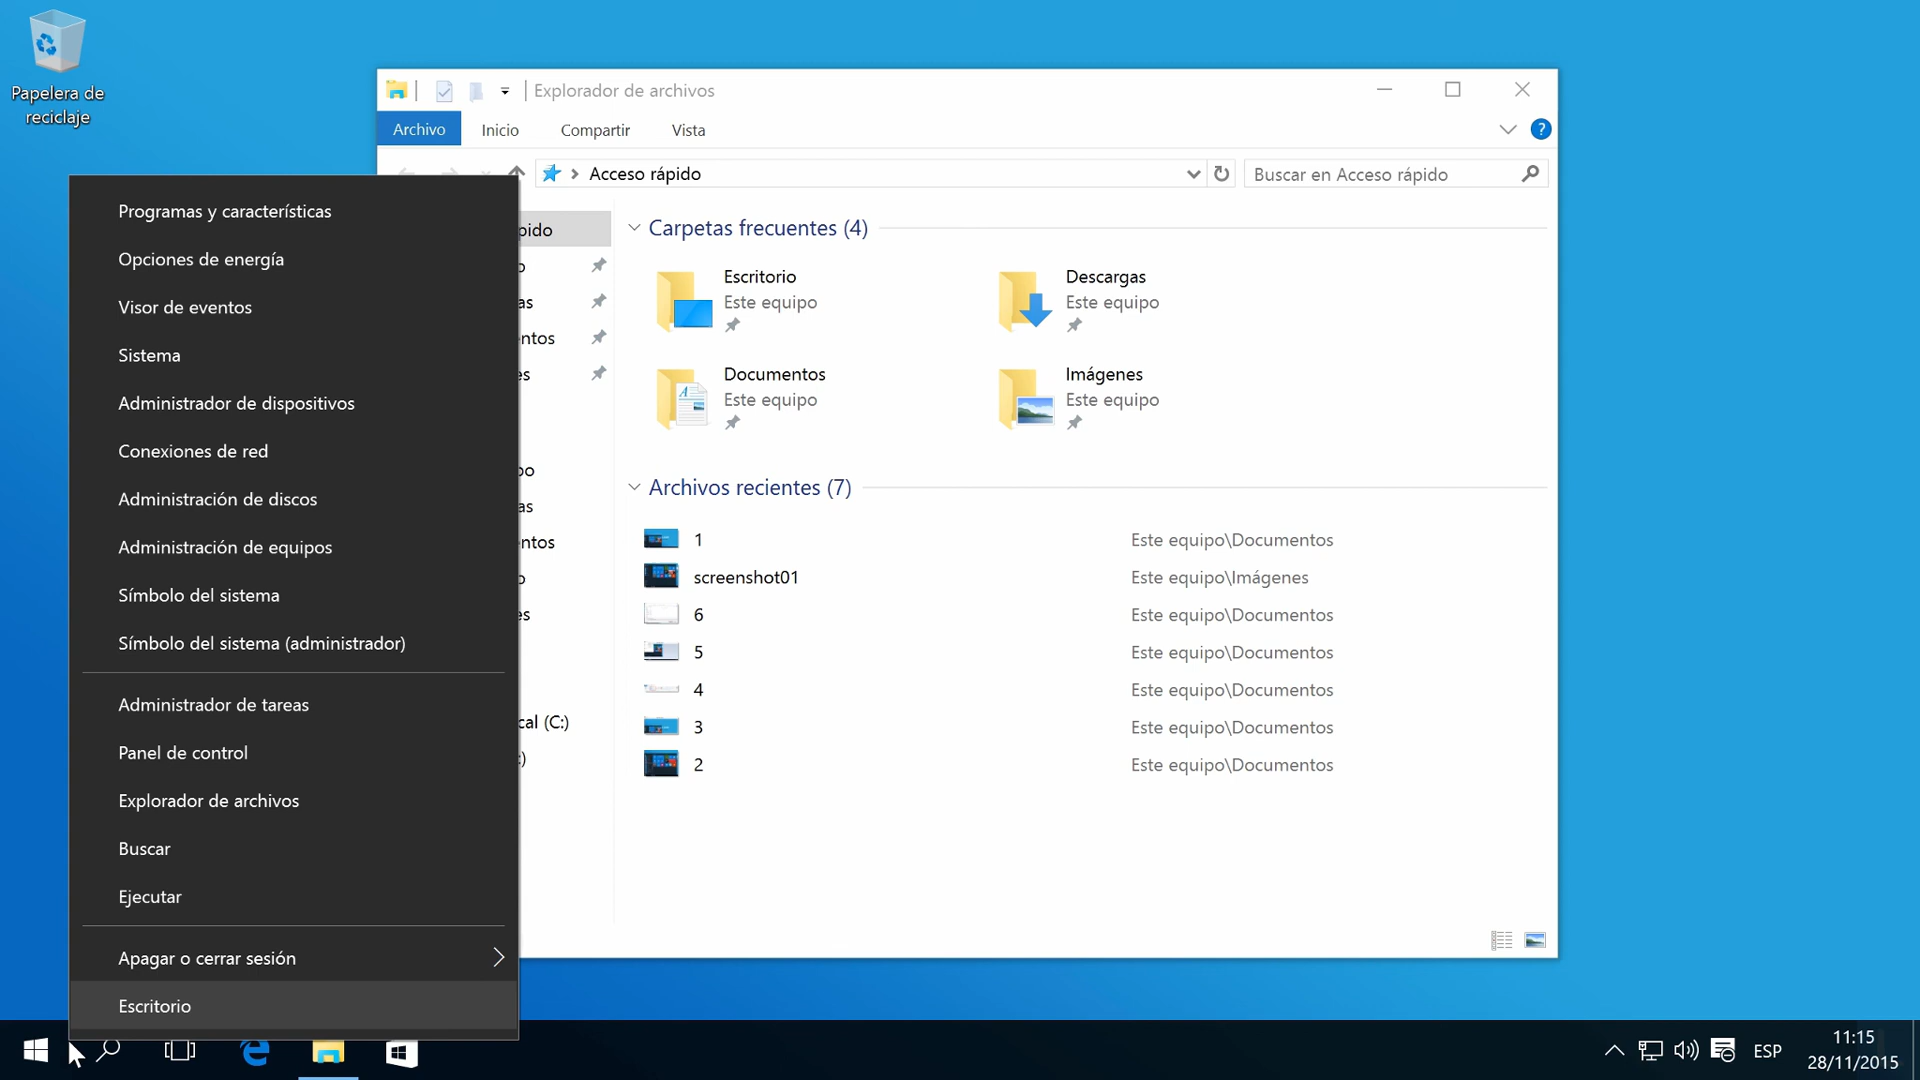 Papelera de
reciclaje
Explorador de archivos
Archivo
Inicio
Compartir
Vista
?
Acceso rápido
Buscar en Acceso rápido
Programas y características
Opciones de energía
Visor de eventos
Sistema
Administrador de dispositivos
Conexiones de red
Administración de discos
Administración de equipos
Símbolo del sistema
Símbolo del sistema (administrador)
Administrador de tareas
Panel de control
Explorador de archivos
Buscar
Ejecutar
Apagar o cerrar sesión
Escritorio
Carpetas frecuentes (4)
Escritorio
Este equipo
Descargas
Este equipo
Documentos
Este equipo
Imágenes
Este equipo
Archivos recientes (7)
1 Este equipo\Documentos
screenshot01 Este equipo\Imágenes
6 Este equipo\Documentos
5 Este equipo\Documentos
4 Este equipo\Documentos
3 Este equipo\Documentos
2 Este equipo\Documentos
(C:)
ESP
11:15
28/11/2015